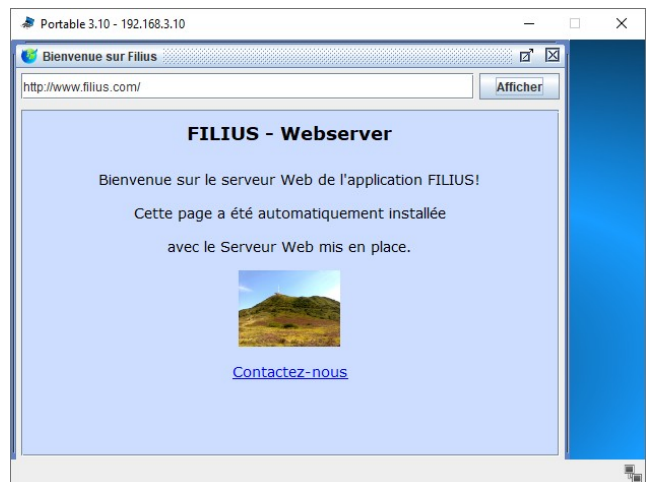 Portable 3.10 - 192.168.3.10
Bienvenue sur Filius
http://www.filius.com/
Afficher
FILIUS - Webserver
Bienvenue sur le serveur Web de l'application FILIUS!
Cette page a été automatiquement installée
avec le Serveur Web mis en place.
Contactez-nous